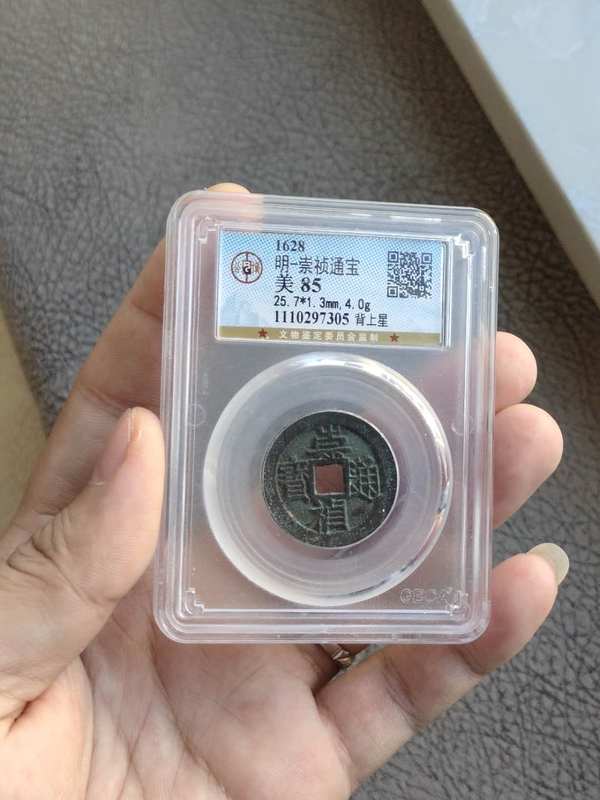 1628
明-崇祯通宝
美 85
25.7*1.3mm,4.0g
1110297305 背上星
★ 文物鉴定委员会监制 ★
崇
寶 通
禎